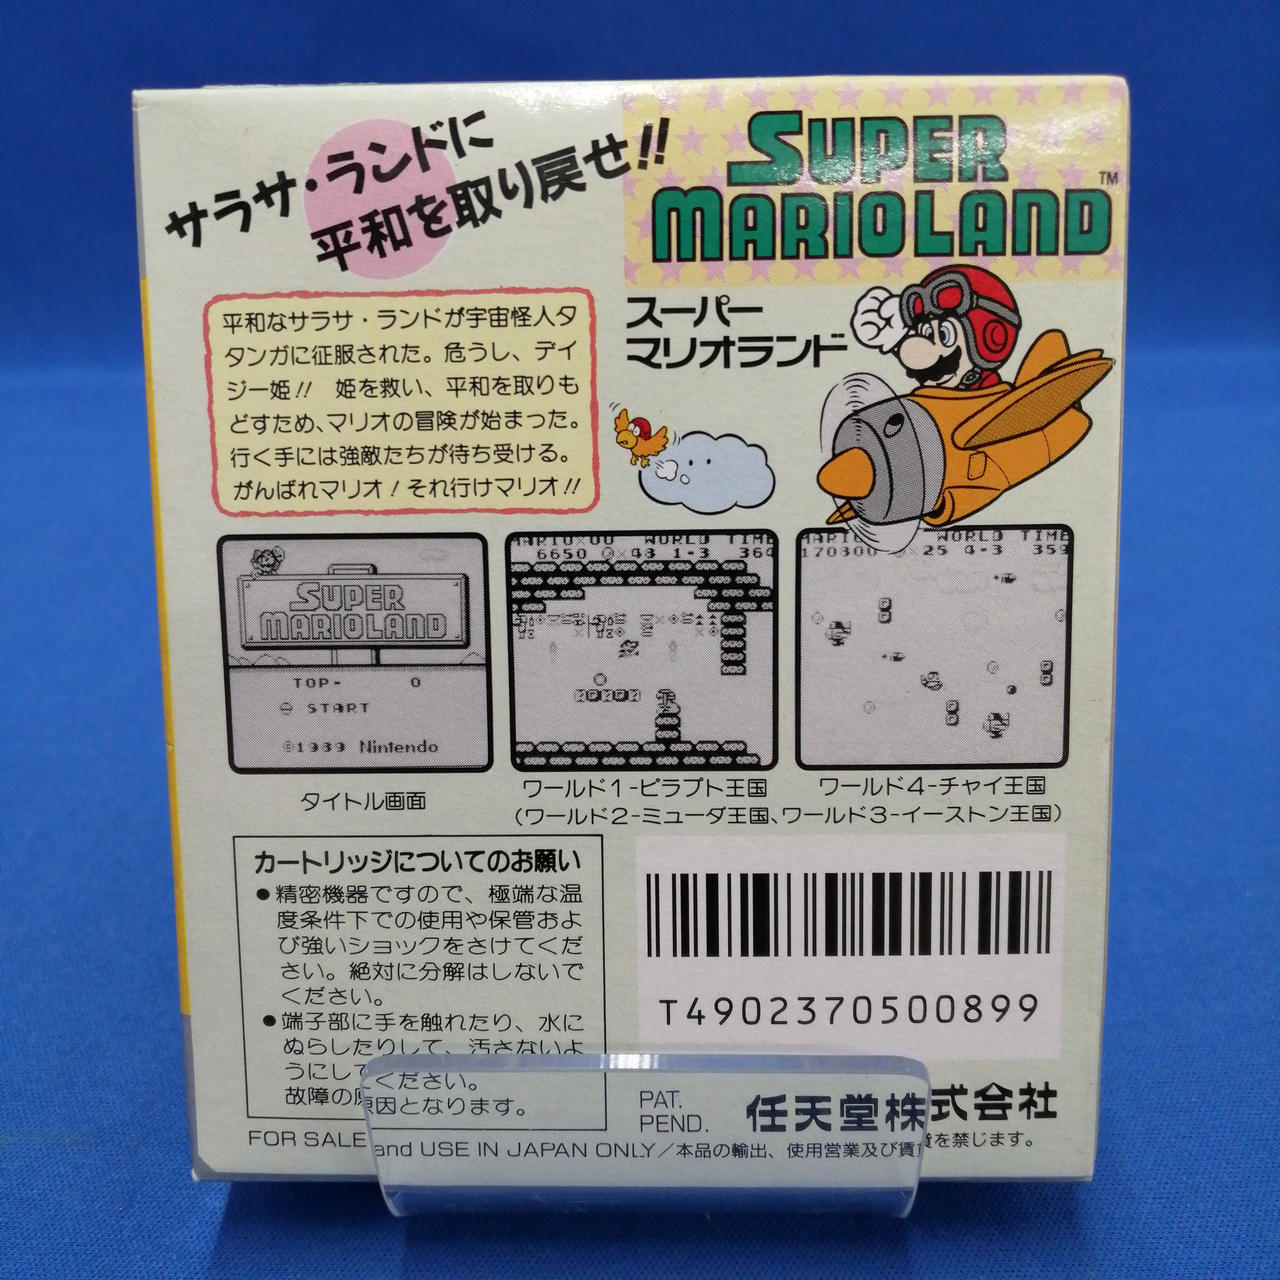 サラサ・ランドに
平和を取り戻せ!!
SUPER
MARIOLAND™
スーパー
マリオランド
平和なサラサ・ランドが宇宙怪人タ
タンガに征服された。危うし、デイ
ジー姫!!　姫を救い、平和を取りも
どすため、マリオの冒険が始まった。
行く手には強敵たちが待ち受ける。
がんばれマリオ!それ行けマリオ!!
SUPER
MARIOLAND
TOP- 0
START
©1989 Nintendo
タイトル画面
MARIO×00 WORLD TIME
6650 ×48 1-3 364
ワールド1-ピラプト王国
MARIO WORLD TIME
170300 ×25 4-3 359
ワールド4-チャイ王国
(ワールド2-ミューダ王国、ワールド3-イーストン王国)
カートリッジについてのお願い
●精密機器ですので、極端な温
度条件下での使用や保管およ
び強いショックをさけてくだ
さい。絶対に分解はしないで
ください。
●端子部に手を触れたり、水に
ぬらしたりして、汚さないよ
うにしてください。
故障の原因となります。
T4902370500899
PAT.
PEND.
任天堂株式会社
FOR SALE and USE IN JAPAN ONLY/本品の輸出、使用営業及び賃貸を禁じます。